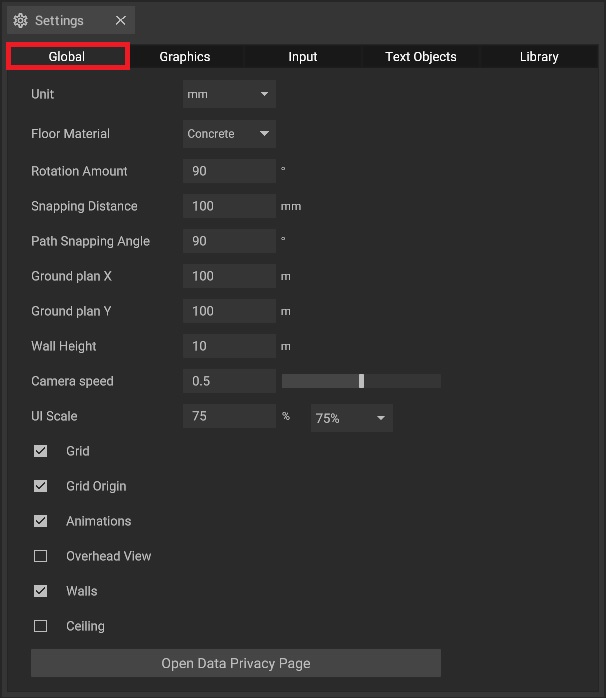 Settings
Global Graphics Input Text Objects Library
Unit mm
Floor Material Concrete
Rotation Amount 90 °
Snapping Distance 100 mm
Path Snapping Angle 90 °
Ground plan X 100 m
Ground plan Y 100 m
Wall Height 10 m
Camera speed 0.5
UI Scale 75 % 75%
Grid
Grid Origin
Animations
Overhead View
Walls
Ceiling
Open Data Privacy Page